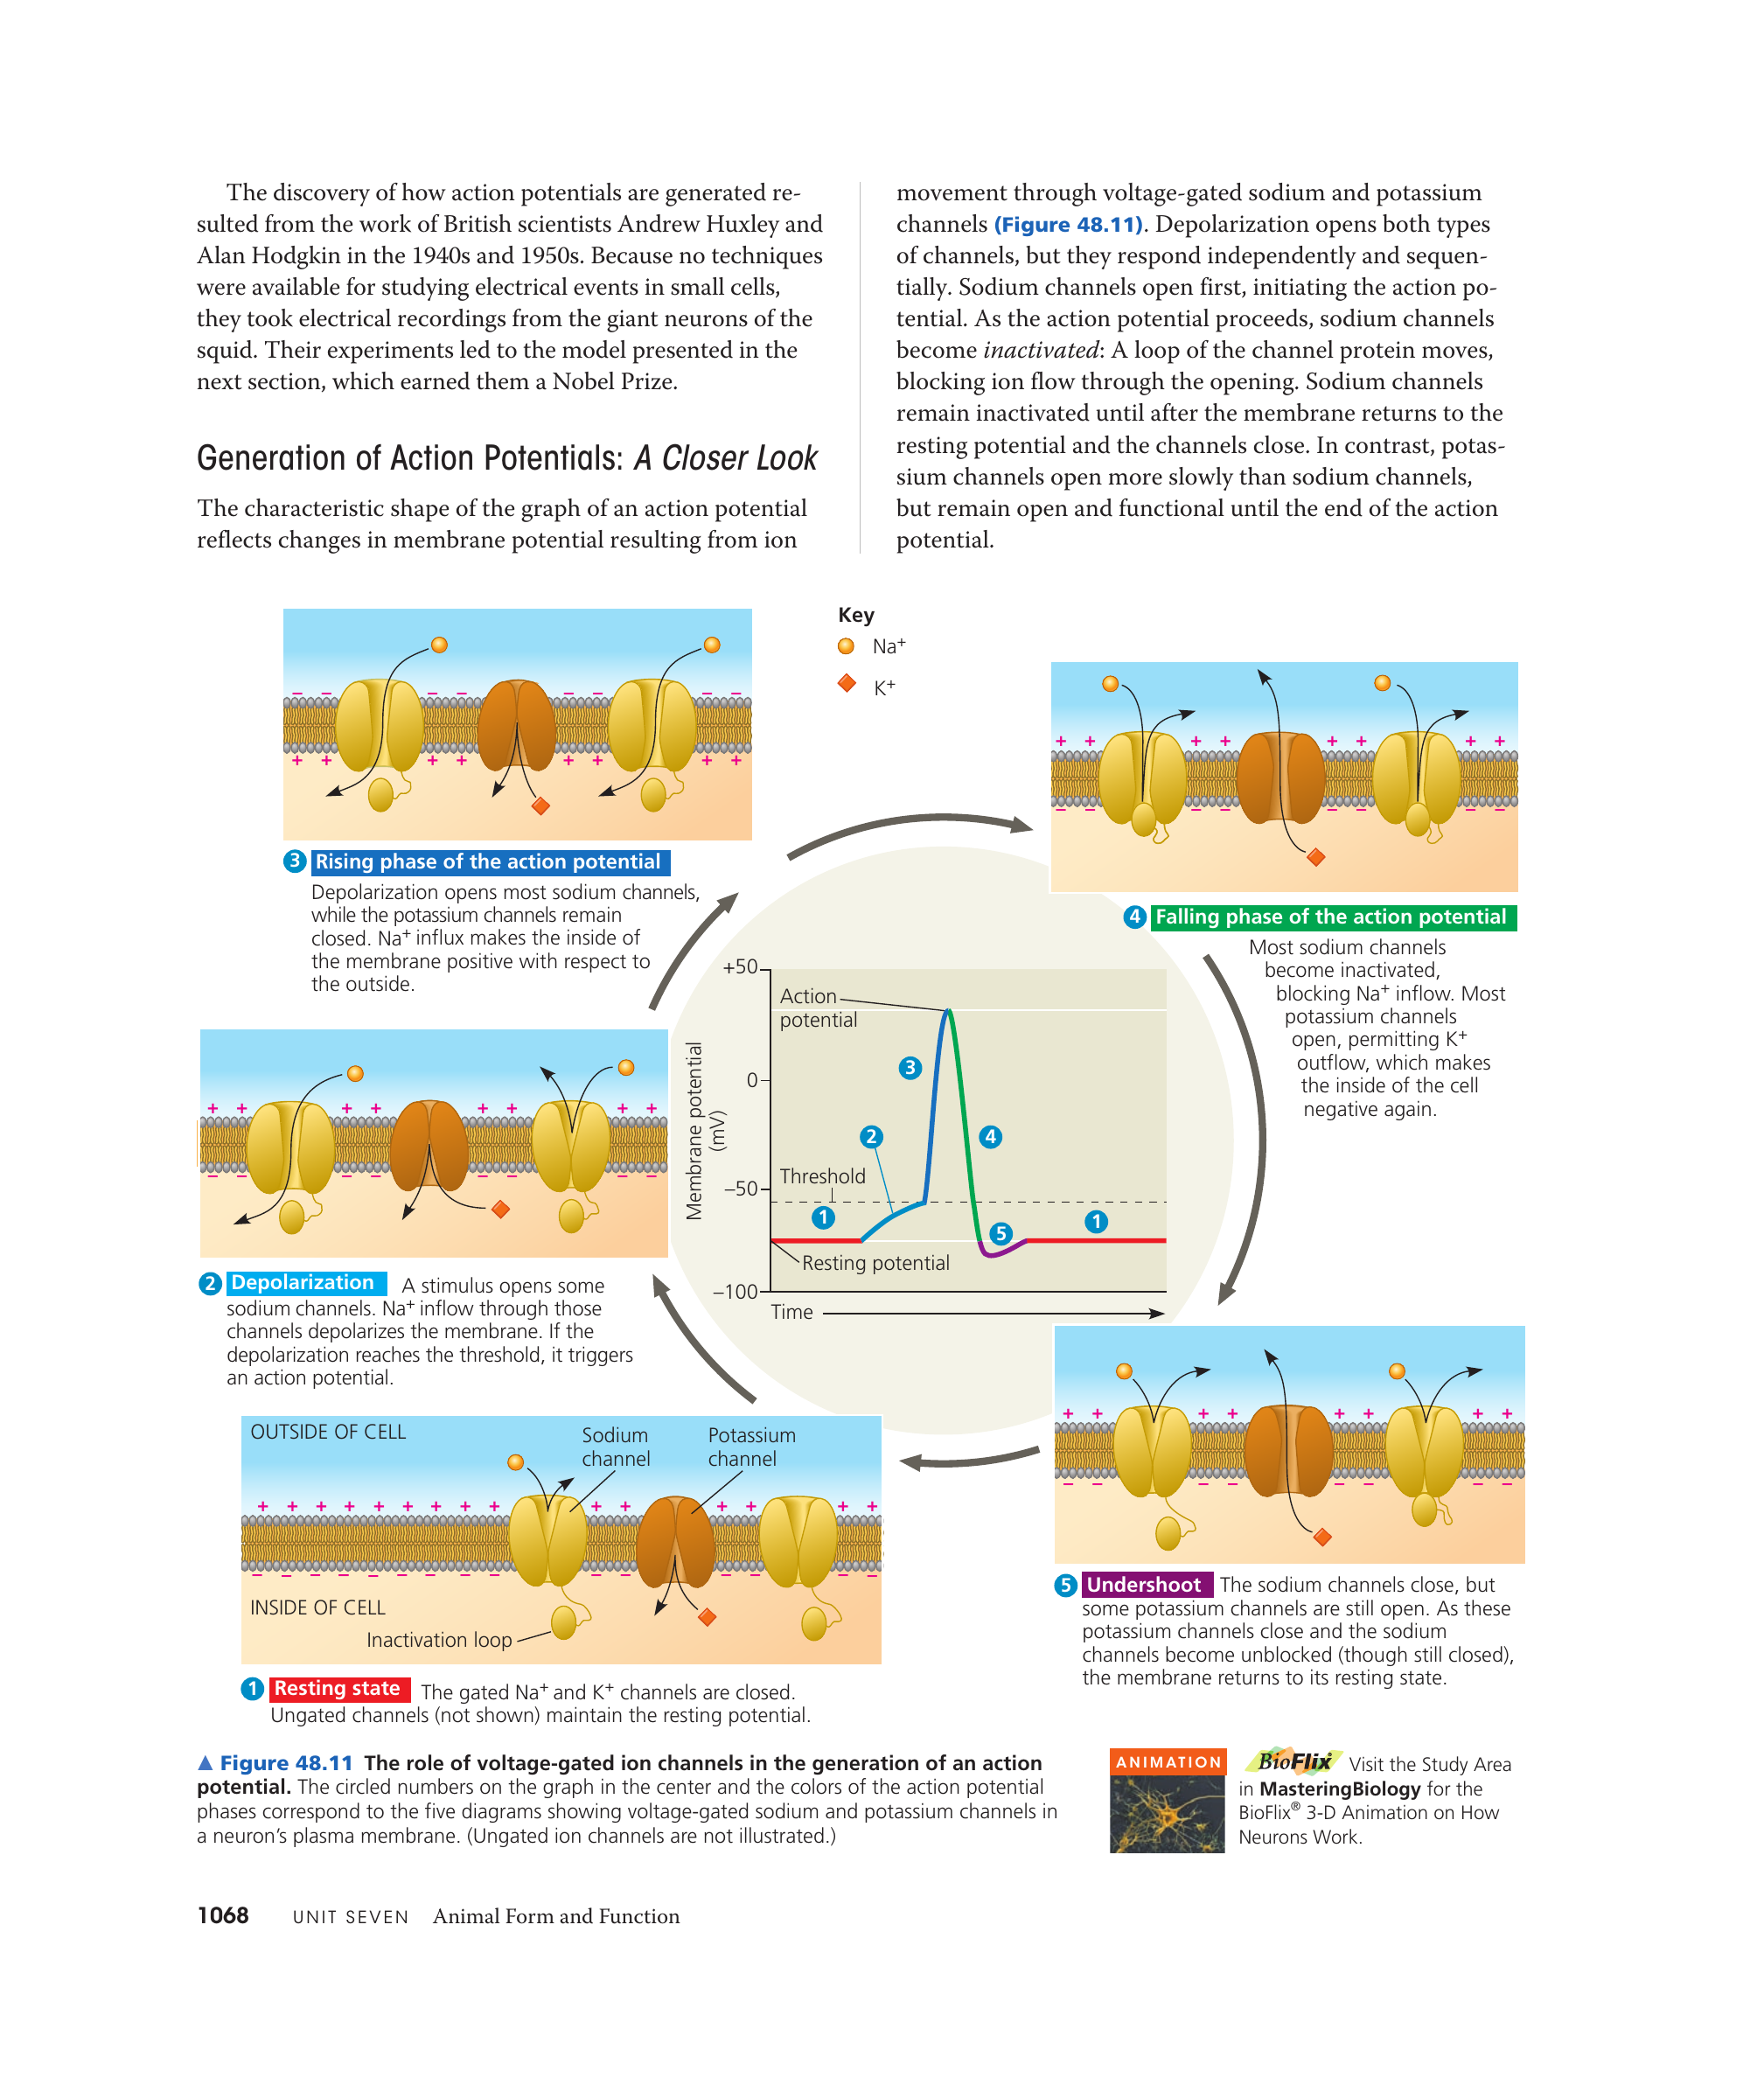 The discovery of how action potentials are generated re-
sulted from the work of British scientists Andrew Huxley and
Alan Hodgkin in the 1940s and 1950s. Because no techniques
were available for studying electrical events in small cells,
they took electrical recordings from the giant neurons of the
squid. Their experiments led to the model presented in the
next section, which earned them a Nobel Prize.
Generation of Action Potentials: A Closer Look
The characteristic shape of the graph of an action potential
reflects changes in membrane potential resulting from ion
movement through voltage-gated sodium and potassium
channels (Figure 48.11). Depolarization opens both types
of channels, but they respond independently and sequen-
tially. Sodium channels open first, initiating the action po-
tential. As the action potential proceeds, sodium channels
become inactivated: A loop of the channel protein moves,
blocking ion flow through the opening. Sodium channels
remain inactivated until after the membrane returns to the
resting potential and the channels close. In contrast, potas-
sium channels open more slowly than sodium channels,
but remain open and functional until the end of the action
potential.
Key
Na+
K+
3 Rising phase of the action potential
Depolarization opens most sodium channels,
while the potassium channels remain
closed. Na+ influx makes the inside of
the membrane positive with respect to
the outside.
4 Falling phase of the action potential
Most sodium channels
become inactivated,
blocking Na+ inflow. Most
potassium channels
open, permitting K+
outflow, which makes
the inside of the cell
negative again.
+50
Action
potential
3
0
2
4
Membrane potential
(mV)
Threshold
−50
1
5
1
Resting potential
−100
Time
2 Depolarization A stimulus opens some
sodium channels. Na+ inflow through those
channels depolarizes the membrane. If the
depolarization reaches the threshold, it triggers
an action potential.
OUTSIDE OF CELL
Sodium
channel
Potassium
channel
INSIDE OF CELL
Inactivation loop
1 Resting state The gated Na+ and K+ channels are closed.
Ungated channels (not shown) maintain the resting potential.
5 Undershoot The sodium channels close, but
some potassium channels are still open. As these
potassium channels close and the sodium
channels become unblocked (though still closed),
the membrane returns to its resting state.
▲ Figure 48.11 The role of voltage-gated ion channels in the generation of an action
potential. The circled numbers on the graph in the center and the colors of the action potential
phases correspond to the five diagrams showing voltage-gated sodium and potassium channels in
a neuron's plasma membrane. (Ungated ion channels are not illustrated.)
ANIMATION
BioFlix Visit the Study Area
in MasteringBiology for the
BioFlix® 3-D Animation on How
Neurons Work.
1068 UNIT SEVEN Animal Form and Function